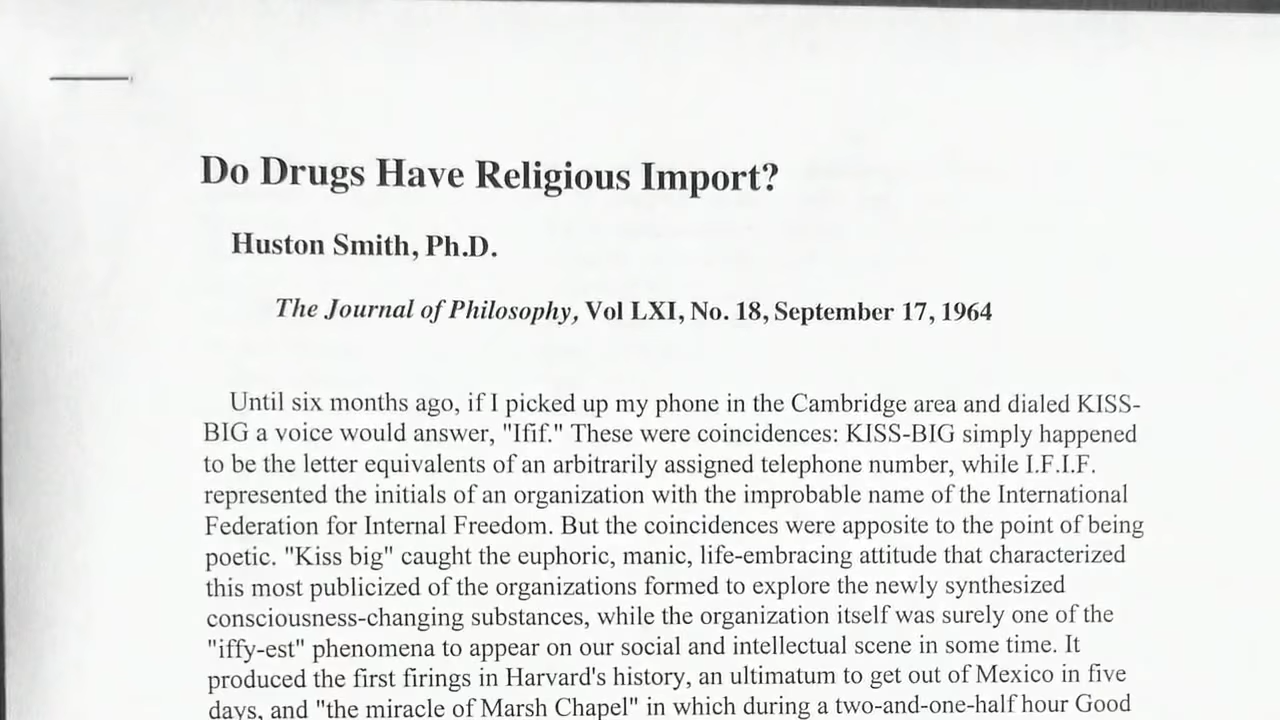 Do Drugs Have Religious Import?
Huston Smith, Ph.D.
The Journal of Philosophy, Vol LXI, No. 18, September 17, 1964
Until six months ago, if I picked up my phone in the Cambridge area and dialed KISS-
BIG a voice would answer, "Ifif." These were coincidences: KISS-BIG simply happened
to be the letter equivalents of an arbitrarily assigned telephone number, while I.F.I.F.
represented the initials of an organization with the improbable name of the International
Federation for Internal Freedom. But the coincidences were apposite to the point of being
poetic. "Kiss big" caught the euphoric, manic, life-embracing attitude that characterized
this most publicized of the organizations formed to explore the newly synthesized
consciousness-changing substances, while the organization itself was surely one of the
"iffy-est" phenomena to appear on our social and intellectual scene in some time. It
produced the first firings in Harvard's history, an ultimatum to get out of Mexico in five
days, and "the miracle of Marsh Chapel" in which during a two-and-one-half hour Good